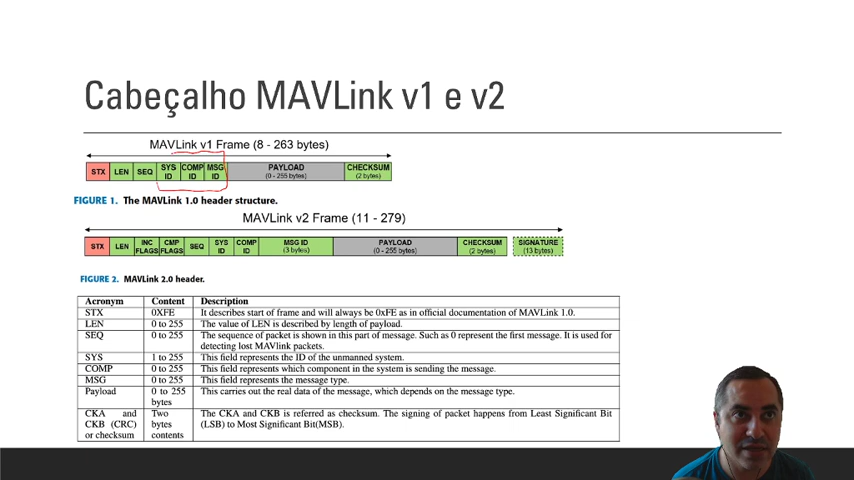 Cabeçalho MAVLink v1 e v2
MAVLink v1 Frame (8 - 263 bytes)
STX LEN SEQ SYS ID COMP ID MSG ID PAYLOAD (0 - 255 bytes) CHECKSUM (2 bytes)
FIGURE 1. The MAVLink 1.0 header structure.
MAVLink v2 Frame (11 - 279)
STX LEN INC FLAGS CMP FLAGS SEQ SYS ID COMP ID MSG ID (3 bytes) PAYLOAD (0 - 255 bytes) CHECKSUM (2 bytes) SIGNATURE (13 bytes)
FIGURE 2. MAVLink 2.0 header.
Acronym Content Description
STX 0XFE It describes start of frame and will always be 0xFE as in official documentation of MAVLink 1.0.
LEN 0 to 255 The value of LEN is described by length of payload.
SEQ 0 to 255 The sequence of packet is shown in this part of message. Such as 0 represent the first message. It is used for
detecting lost MAVlink packets.
SYS 1 to 255 This field represents the ID of the unmanned system.
COMP 0 to 255 This field represents which component in the system is sending the message.
MSG 0 to 255 This field represents the message type.
Payload 0 to 255 This carries out the real data of the message, which depends on the message type.
bytes
CKA and Two The CKA and CKB is referred as checksum. The signing of packet happens from Least Significant Bit
CKB (CRC) bytes (LSB) to Most Significant Bit(MSB).
or checksum contents